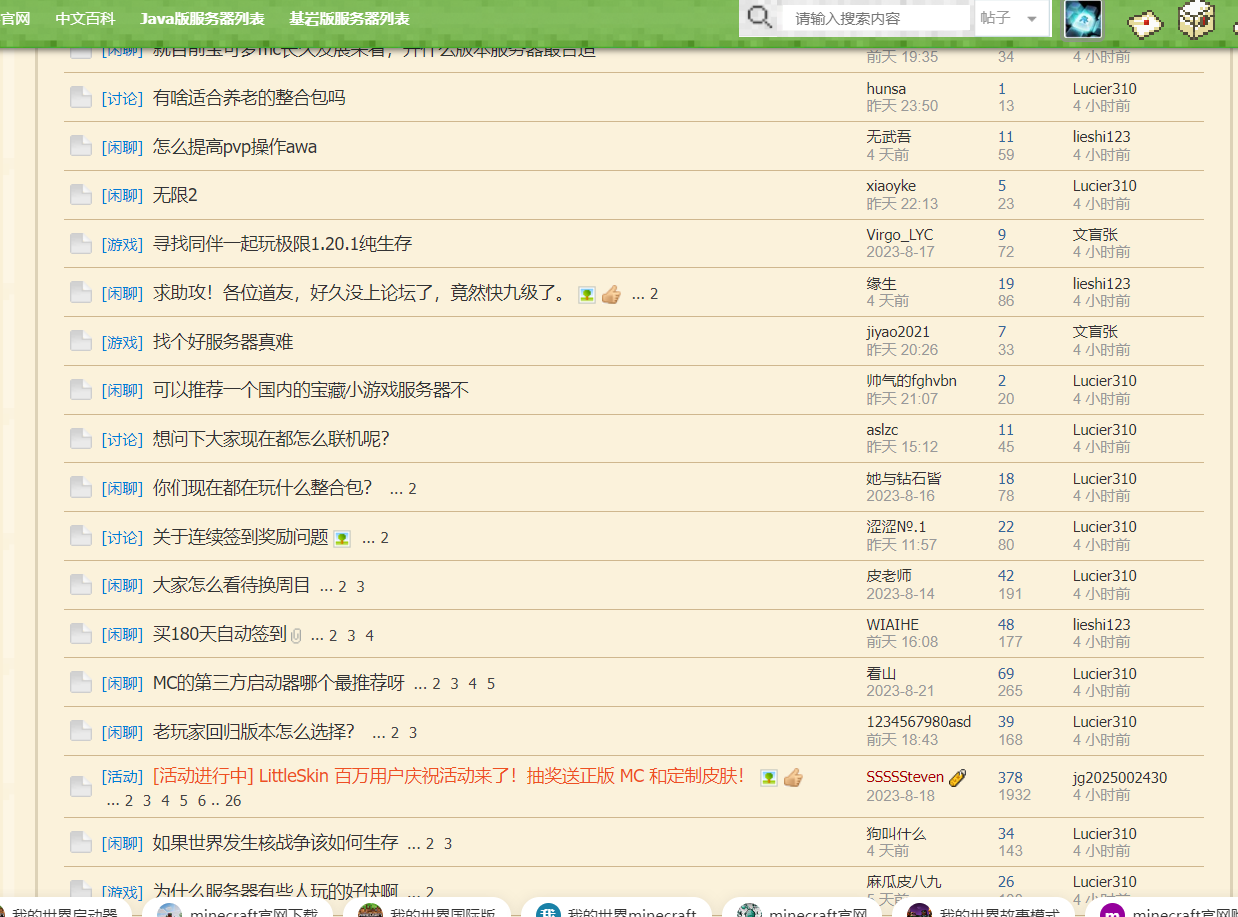 官网 中文百科 Java版服务器列表 基岩版服务器列表 请输入搜索内容 帖子
[闲聊] 就目前宝可梦mc长久发展来看，开什么版本服务器最合适
前天 19:35 34 4 小时前
[讨论] 有啥适合养老的整合包吗 hunsa 1 Lucier310
昨天 23:50 13 4 小时前
[闲聊] 怎么提高pvp操作awa 无武吾 11 lieshi123
4 天前 59 4 小时前
[闲聊] 无限2 xiaoyke 5 Lucier310
昨天 22:13 23 4 小时前
[游戏] 寻找同伴一起玩极限1.20.1纯生存 Virgo_LYC 9 文盲张
2023-8-17 72 4 小时前
[闲聊] 求助攻！各位道友，好久没上论坛了，竟然快九级了。 ... 2 缘生 19 lieshi123
4 天前 86 4 小时前
[游戏] 找个好服务器真难 jiyao2021 7 文盲张
昨天 20:26 33 4 小时前
[闲聊] 可以推荐一个国内的宝藏小游戏服务器不 帅气的fghvbn 2 Lucier310
昨天 21:07 20 4 小时前
[讨论] 想问下大家现在都怎么联机呢？ aslzc 11 Lucier310
昨天 15:12 45 4 小时前
[闲聊] 你们现在都在玩什么整合包？ ... 2 她与钻石皆 18 Lucier310
2023-8-16 78 4 小时前
[讨论] 关于连续签到奖励问题 ... 2 涩涩№.1 22 Lucier310
昨天 11:57 80 4 小时前
[闲聊] 大家怎么看待换周目 ... 2 3 皮老师 42 Lucier310
2023-8-14 191 4 小时前
[闲聊] 买180天自动签到 ... 2 3 4 WIAIHE 48 lieshi123
前天 16:08 177 4 小时前
[闲聊] MC的第三方启动器哪个最推荐呀 ... 2 3 4 5 看山 69 Lucier310
2023-8-21 265 4 小时前
[闲聊] 老玩家回归版本怎么选择？ ... 2 3 1234567980asd 39 Lucier310
前天 18:43 168 4 小时前
[活动] [活动进行中] LittleSkin 百万用户庆祝活动来了！抽奖送正版 MC 和定制皮肤！ SSSSSteven 378 jg2025002430
... 2 3 4 5 6 .. 26 2023-8-18 1932 4 小时前
[闲聊] 如果世界发生核战争该如何生存 ... 2 3 狗叫什么 34 Lucier310
4 天前 143 4 小时前
[游戏] 为什么服务器有些人玩的好快啊 ... 2 麻瓜皮八九 26 Lucier310
5 天前 4 小时前
我的世界启动器 minecraft官网下载 我的世界国际版 我的世界minecraft minecraft官网 我的世界故事模式 minecraft官网